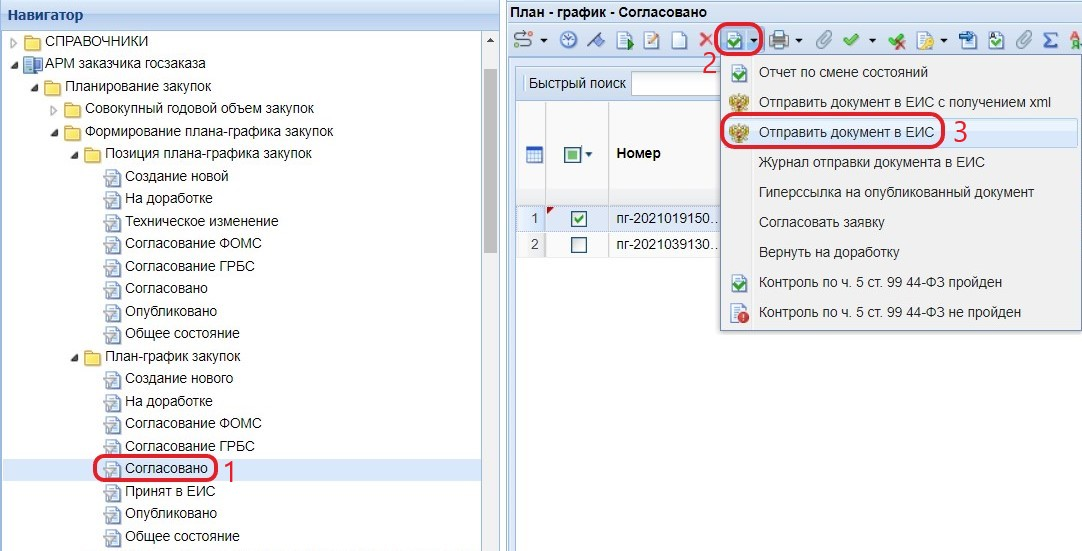 Навигатор
СПРАВОЧНИКИ
АРМ заказчика госзаказа
Планирование закупок
Совокупный годовой объем закупок
Формирование плана-графика закупок
Позиция плана-графика закупок
Создание новой
На доработке
Техническое изменение
Согласование ФОМС
Согласование ГРБС
Согласовано
Опубликовано
Общее состояние
План-график закупок
Создание нового
На доработке
Согласование ФОМС
Согласование ГРБС
Согласовано 1
Принят в ЕИС
Опубликовано
Общее состояние
План - график - Согласовано
2
Быстрый поиск
Номер
1 пг-2021019150...
2 пг-2021039130...
Отчет по смене состояний
Отправить документ в ЕИС с получением xml
Отправить документ в ЕИС 3
Журнал отправки документа в ЕИС
Гиперссылка на опубликованный документ
Согласовать заявку
Вернуть на доработку
Контроль по ч. 5 ст. 99 44-ФЗ пройден
Контроль по ч. 5 ст. 99 44-ФЗ не пройден